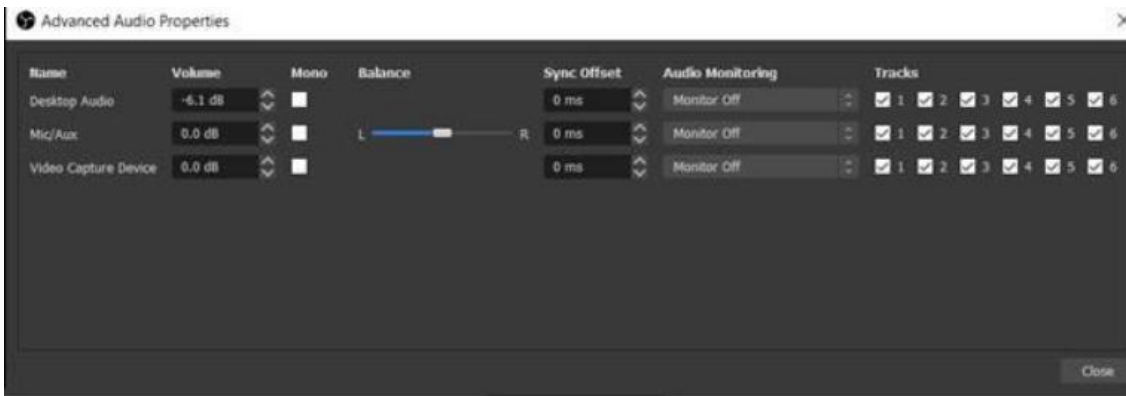 Advanced Audio Properties
Name Volume Mono Balance Sync Offset Audio Monitoring Tracks
Desktop Audio -6.1 dB 0 ms Monitor Off 1 2 3 4 5 6
Mic/Aux 0.0 dB L R 0 ms Monitor Off 1 2 3 4 5 6
Video Capture Device 0.0 dB 0 ms Monitor Off 1 2 3 4 5 6
Close